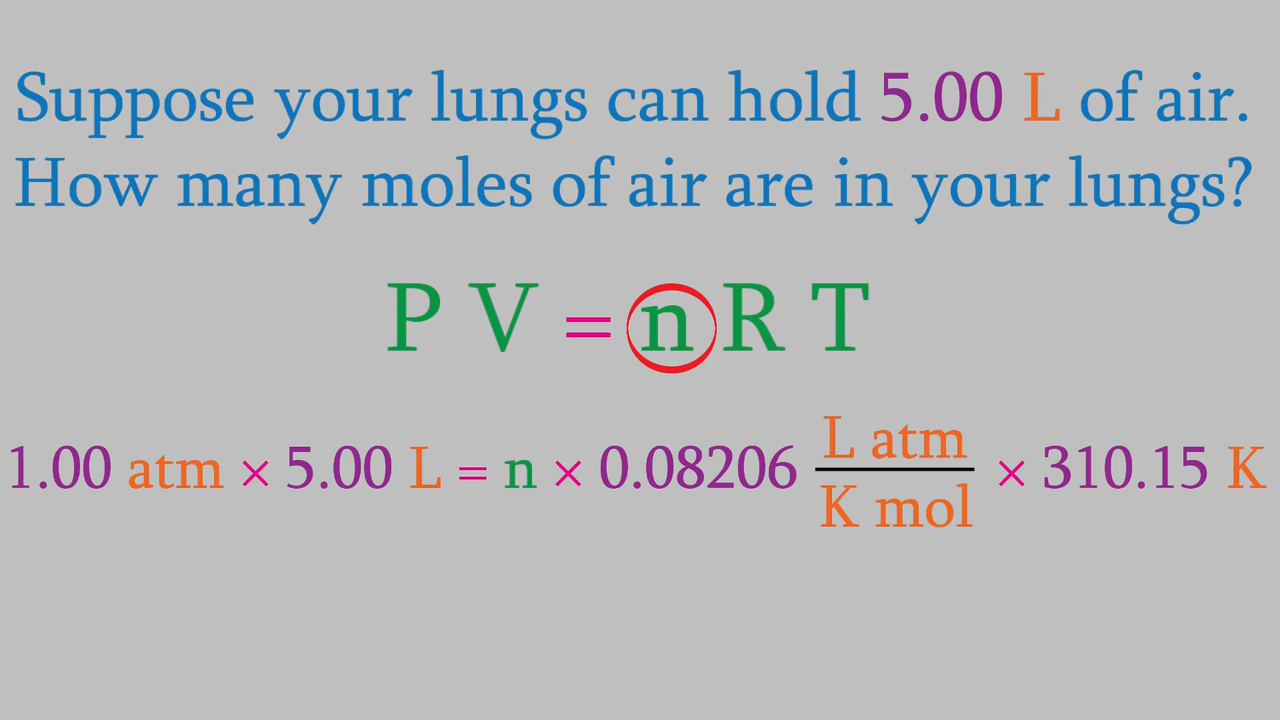 Suppose your lungs can hold 5.00 L of air.
How many moles of air are in your lungs?
P V = n R T
1.00 atm × 5.00 L = n × 0.08206 L atm / K mol × 310.15 K